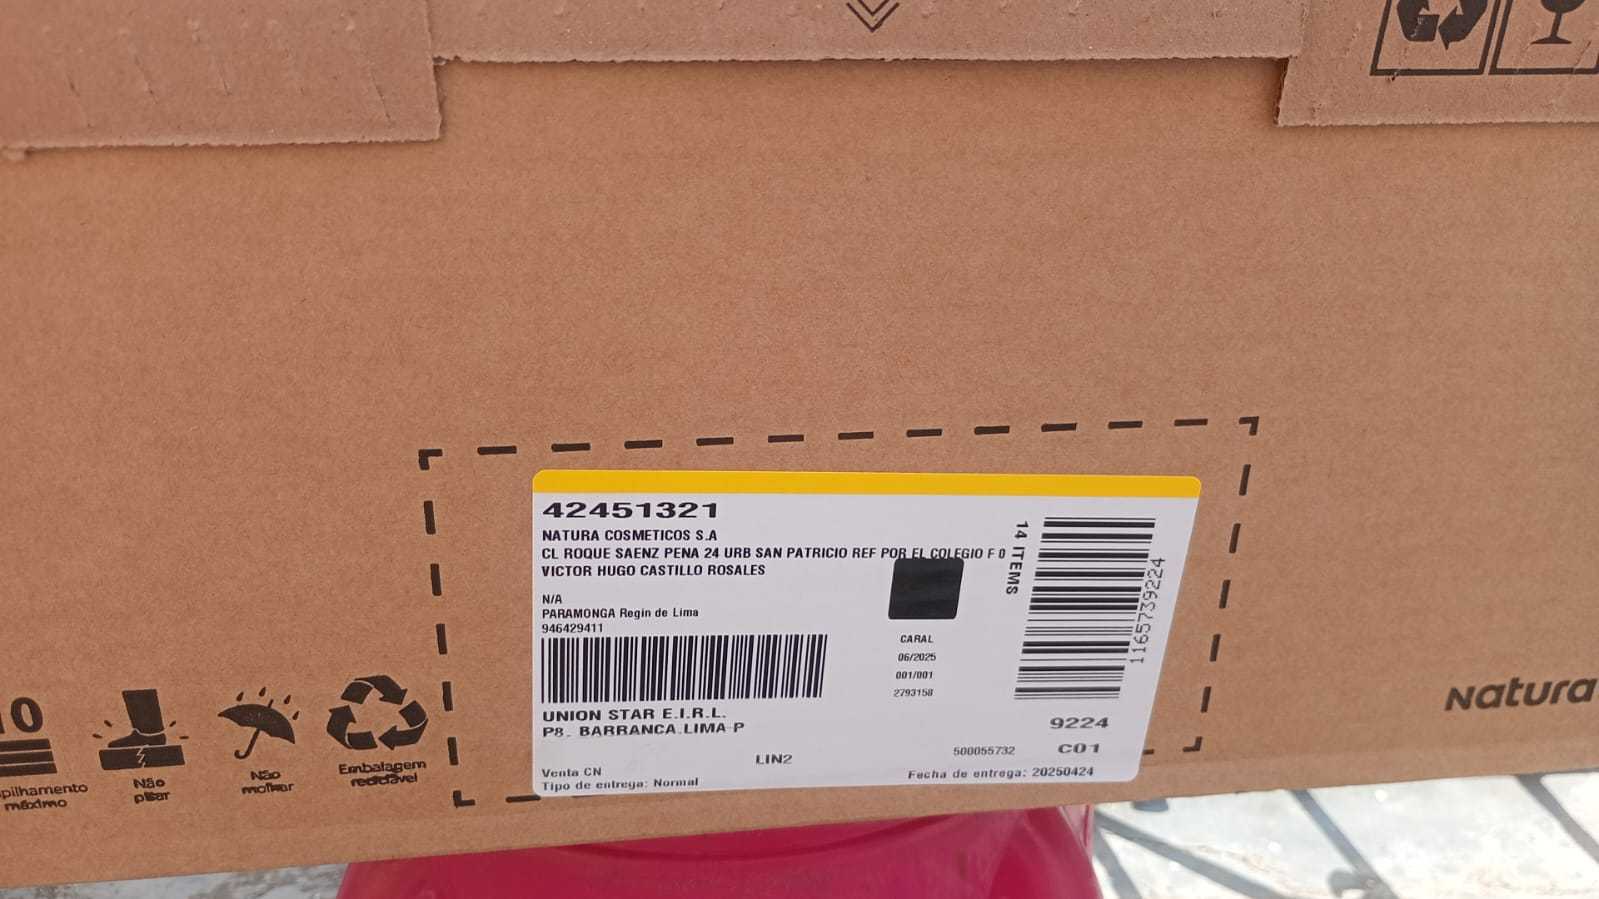 42451321
NATURA COSMETICOS S.A
CL ROQUE SAENZ PENA 24 URB SAN PATRICIO REF POR EL COLEGIO F 0
VICTOR HUGO CASTILLO ROSALES
N/A
PARAMONGA Regin de Lima
946429411
UNION STAR E.I.R.L.
P8. BARRANCA.LIMA-P
LIN2
Venta CN
Tipo de entrega: Normal
CARAL
06/2025
001/001
2793158
14 ITEMS
1165739224
9224
500055732
C01
Fecha de entrega: 20250424
Natura
10
máximo
Não
pisar
Não
molhar
Embalagem
reciclável